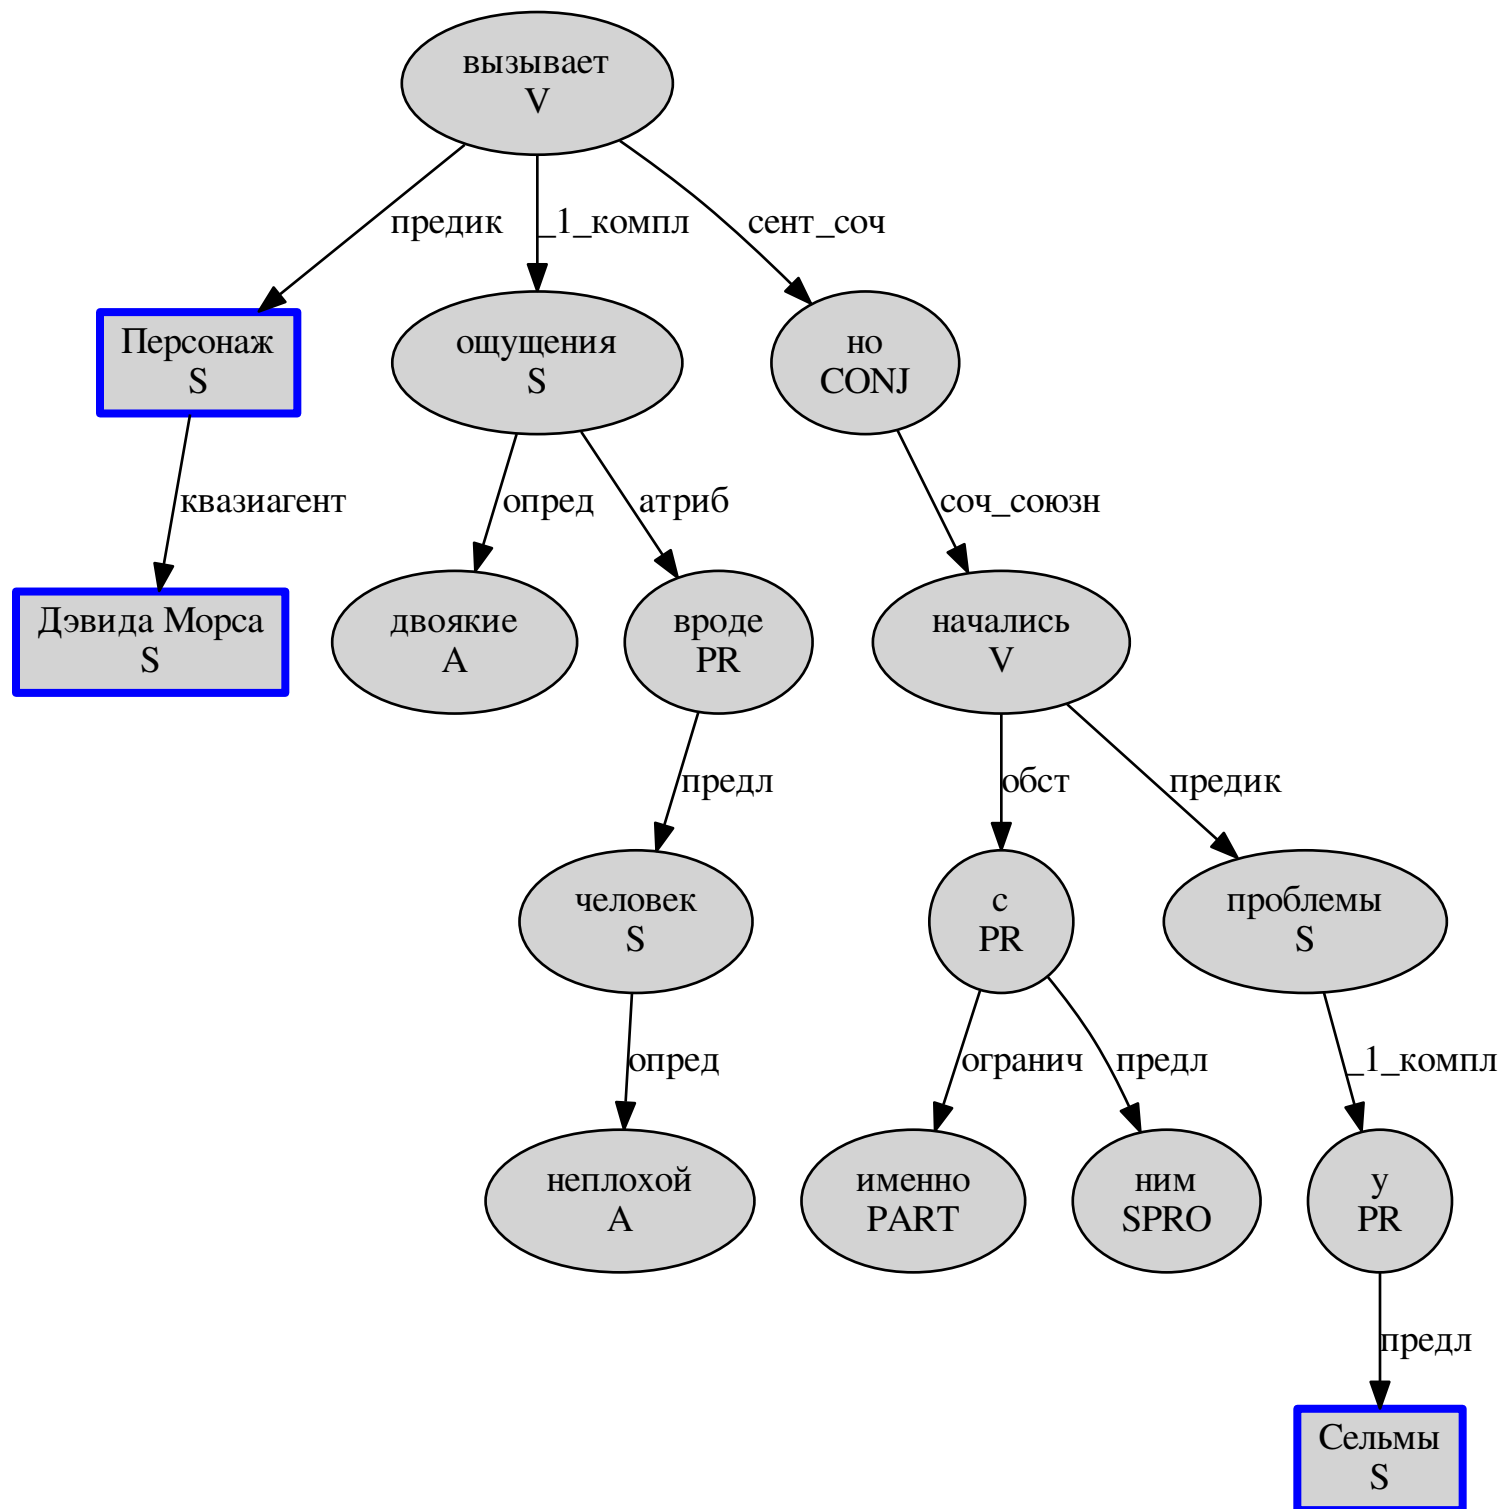 вызывает
V
предик
_1_компл
сент_соч
Персонаж
S
ощущения
S
но
CONJ
квазиагент
опред
атриб
соч_союзн
Дэвида Морса
S
двоякие
A
вроде
PR
начались
V
предл
обст
предик
человек
S
с
PR
проблемы
S
опред
огранич
предл
_1_компл
неплохой
A
именно
PART
ним
SPRO
у
PR
предл
Сельмы
S